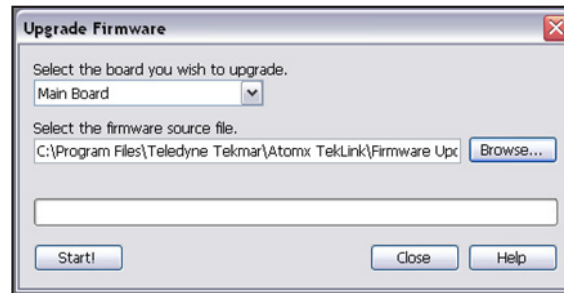 Upgrade Firmware
Select the board you wish to upgrade.
Main Board
Select the firmware source file.
C:\Program Files\Teledyne Tekmar\Atomx TekLink\Firmware Upc
Browse...
Start!
Close
Help